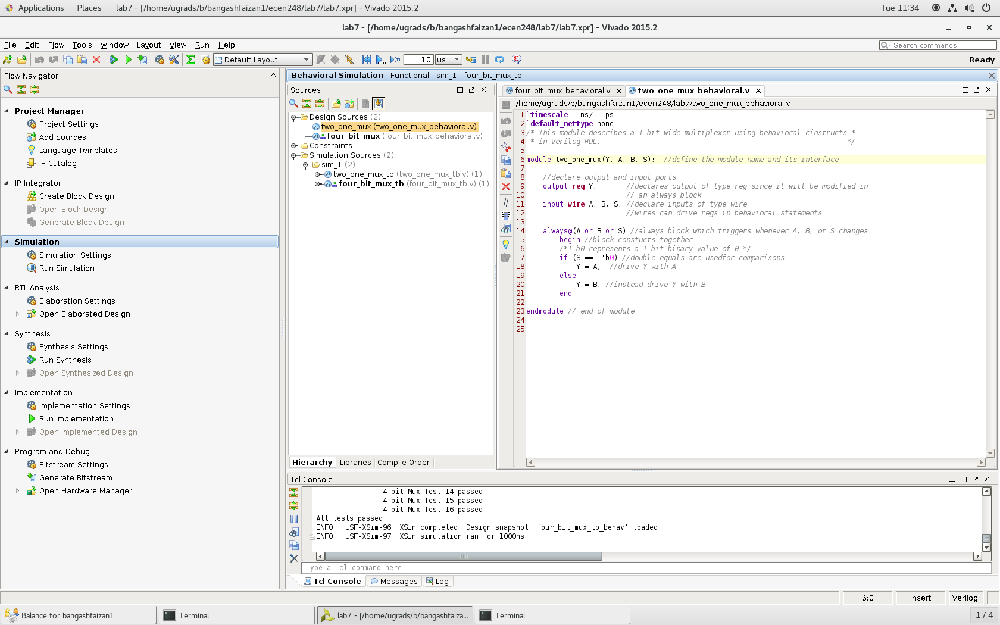 Applications Places lab7 - [/home/ugrads/b/bangashfaizan1/ecen248/lab7/lab7.xpr] - Vivado 2015.2 Tue 11:34
lab7 - [/home/ugrads/b/bangashfaizan1/ecen248/lab7/lab7.xpr] - Vivado 2015.2
File Edit Flow Tools Window Layout View Run Help Search commands
Default Layout 10 us Ready
Flow Navigator
Project Manager
Project Settings
Add Sources
Language Templates
IP Catalog
IP Integrator
Create Block Design
Open Block Design
Generate Block Design
Simulation
Simulation Settings
Run Simulation
RTL Analysis
Elaboration Settings
Open Elaborated Design
Synthesis
Synthesis Settings
Run Synthesis
Open Synthesized Design
Implementation
Implementation Settings
Run Implementation
Open Implemented Design
Program and Debug
Bitstream Settings
Generate Bitstream
Open Hardware Manager
Behavioral Simulation - Functional - sim_1 - four_bit_mux_tb
Sources
Design Sources (2)
two_one_mux (two_one_mux_behavioral.v)
four_bit_mux (four_bit_mux_behavioral.v)
Constraints
Simulation Sources (2)
sim_1 (2)
two_one_mux_tb (two_one_mux_tb.v) (1)
four_bit_mux_tb (four_bit_mux_tb.v) (1)
Hierarchy Libraries Compile Order
four_bit_mux_behavioral.v two_one_mux_behavioral.v
/home/ugrads/b/bangashfaizan1/ecen248/lab7/two_one_mux_behavioral.v
1 `timescale 1 ns/ 1 ps
2 `default_nettype none
3 /* This module describes a 1-bit wide multiplexer using behavioral cinstructs *
4  * in Verilog HDL. */
5
6 module two_one_mux(Y, A, B, S); //define the module name and its interface
7
8 //declare output and input ports
9 output reg Y; //declares output of type reg since it will be modified in
10 // an always block
11 input wire A, B, S; //declare inputs of type wire
12 //wires can drive regs in behavioral statements
13
14 always@(A or B or S) //always block which triggers whenever A, B, or S changes
15 begin //block constucts together
16 /*1'b0 represents a 1-bit binary value of 0 */
17 if (S == 1'b0) //double equals are usedfor comparisons
18 Y = A; //drive Y with A
19 else
20 Y = B; //instead drive Y with B
21 end
22
23 endmodule // end of module
24
25
Tcl Console
4-bit Mux Test 14 passed
4-bit Mux Test 15 passed
4-bit Mux Test 16 passed
All tests passed
INFO: [USF-XSim-96] XSim completed. Design snapshot 'four_bit_mux_tb_behav' loaded.
INFO: [USF-XSim-97] XSim simulation ran for 1000ns
Type a Tcl command here
Tcl Console Messages Log
6:0 Insert Verilog
Balance for bangashfaizan1 Terminal lab7 - [/home/ugrads/b/bangashfaiza... Terminal 1 / 4